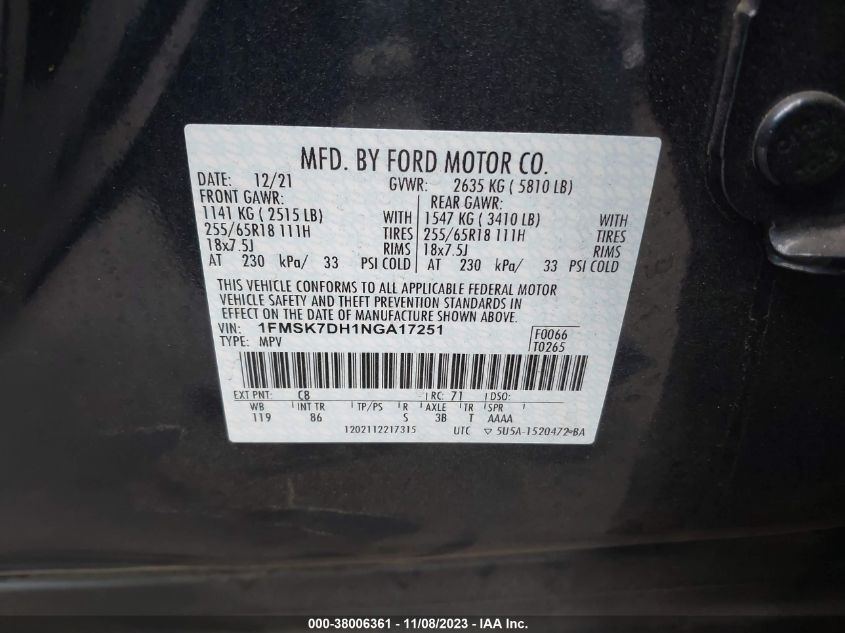 MFD. BY FORD MOTOR CO.
DATE: 12/21 GVWR: 2635 KG ( 5810 LB)
FRONT GAWR: REAR GAWR:
1141 KG ( 2515 LB) WITH 1547 KG ( 3410 LB) WITH
255/65R18 111H TIRES 255/65R18 111H TIRES
18x7.5J RIMS 18x7.5J RIMS
AT 230 kPa/ 33 PSI COLD AT 230 kPa/ 33 PSI COLD
THIS VEHICLE CONFORMS TO ALL APPLICABLE FEDERAL MOTOR
VEHICLE SAFETY AND THEFT PREVENTION STANDARDS IN
EFFECT ON THE DATE OF MANUFACTURE SHOWN ABOVE.
VIN: 1FMSK7DH1NGA17251 F0066
TYPE: MPV T0265
EXT PNT: C8 RC: 71 DSO:
WB INT TR TP/PS R AXLE TR SPR
119 86 S 3B T AAAA
1202112217315 UTC ▽ 5U5A-1520472-BA
000-38006361 - 11/08/2023 - IAA Inc.